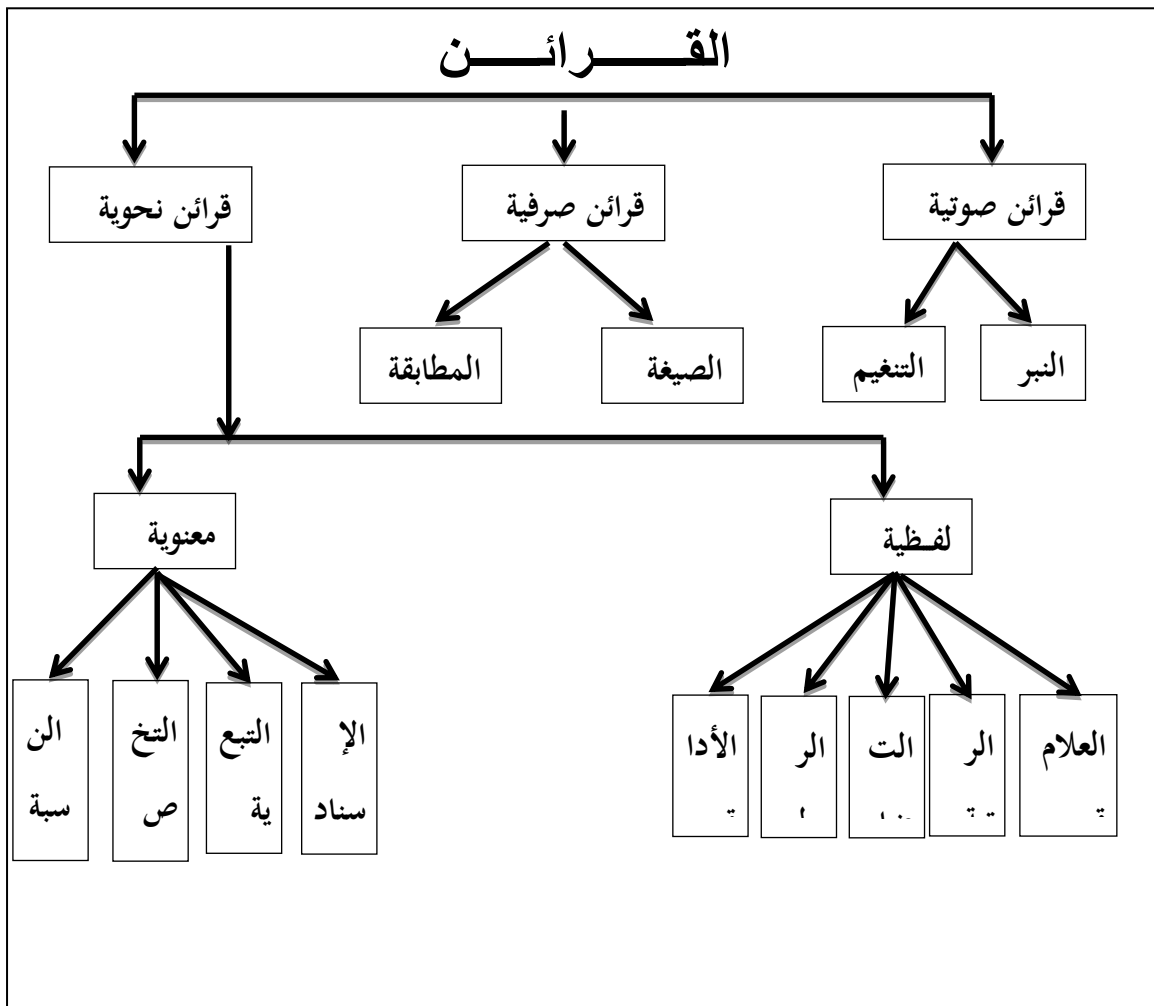 القـــــرائـــــن
قرائن صوتية
قرائن صرفية
قرائن نحوية
النبر
التنغيم
الصيغة
المطابقة
لفـظية
معنوية
العلام
ة
الر
تبة
الت
الر
الأدا
ة
الإ
سناد
التبع
ية
التخ
ص
الن
سبة